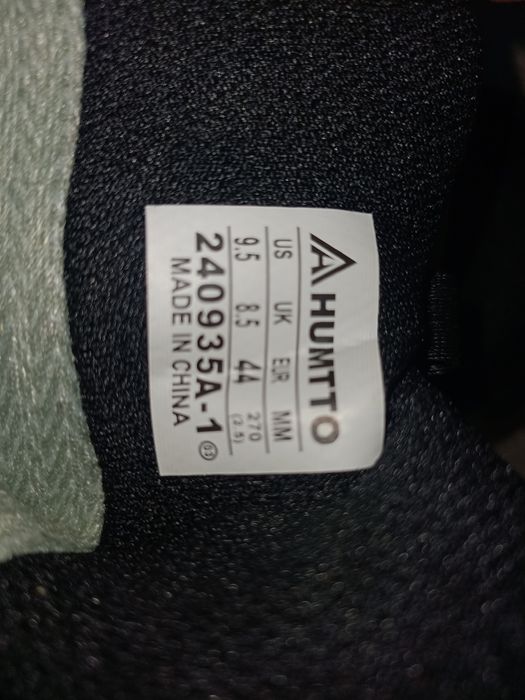 HUMTTO
US UK EUR MM
9.5 8.5 44 270
(2.5)
240935A-1
MADE IN CHINA